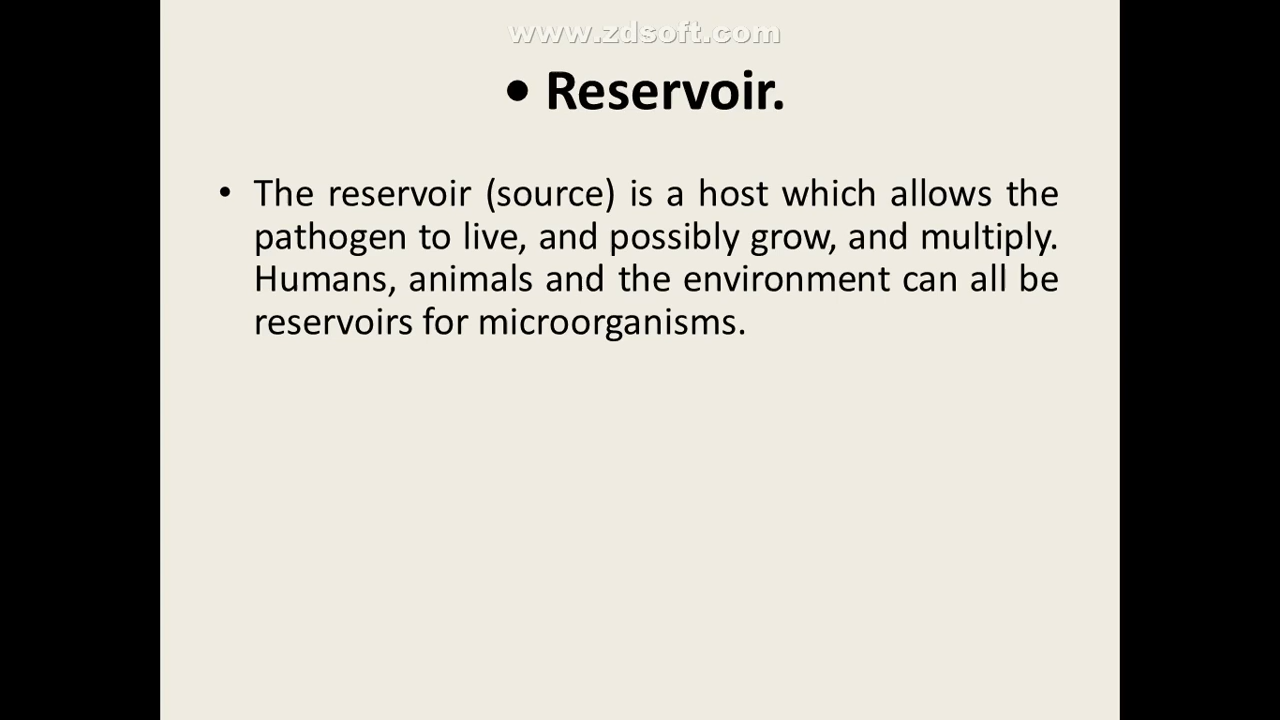 www.zdsoft.com
• Reservoir.
• The reservoir (source) is a host which allows the
pathogen to live, and possibly grow, and multiply.
Humans, animals and the environment can all be
reservoirs for microorganisms.